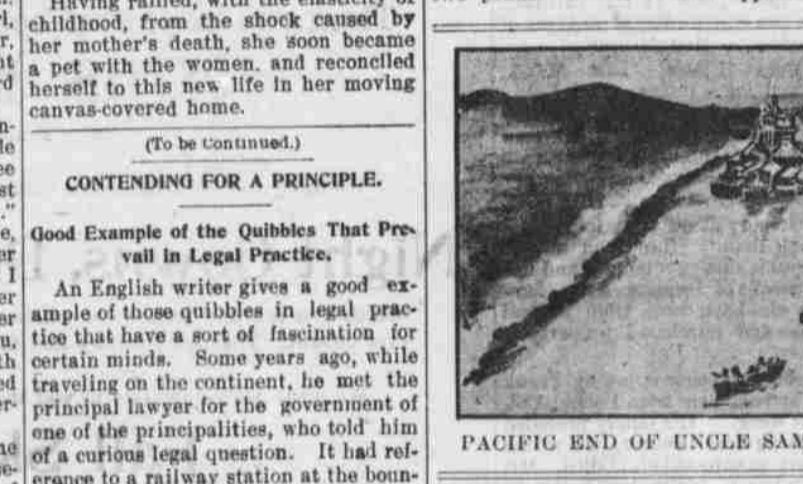 Having rallied, with the elasticity of
childhood, from the shock caused by
her mother's death, she soon became
a pet with the women, and reconciled
herself to this new life in her moving
canvas-covered home.
(To be Continued.)
CONTENDING FOR A PRINCIPLE.
Good Example of the Quibbles That Pre-
vail in Legal Practice.
An English writer gives a good ex-
ample of those quibbles in legal prac-
tice that have a sort of fascination for
certain minds. Some years ago, while
traveling on the continent, he met the
principal lawyer for the government of
one of the principalities, who told him
of a curious legal question. It had ref-
erence to a railway station at the boun-
PACIFIC END OF UNCLE SAM